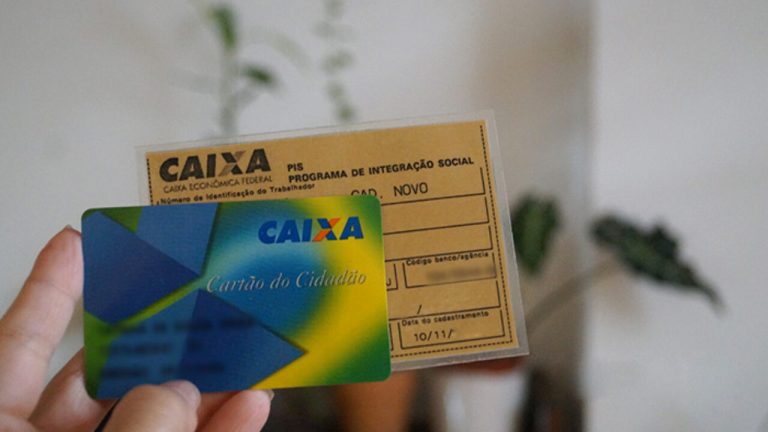 CAIXA
CAIXA ECONÔMICA FEDERAL
PIS
PROGRAMA DE INTEGRAÇÃO SOCIAL
Número de Identificação do Trabalhador
CAD. NOVO
Código banco/agência
/
Data do cadastramento
10/11/
CAIXA
Cartão do Cidadão